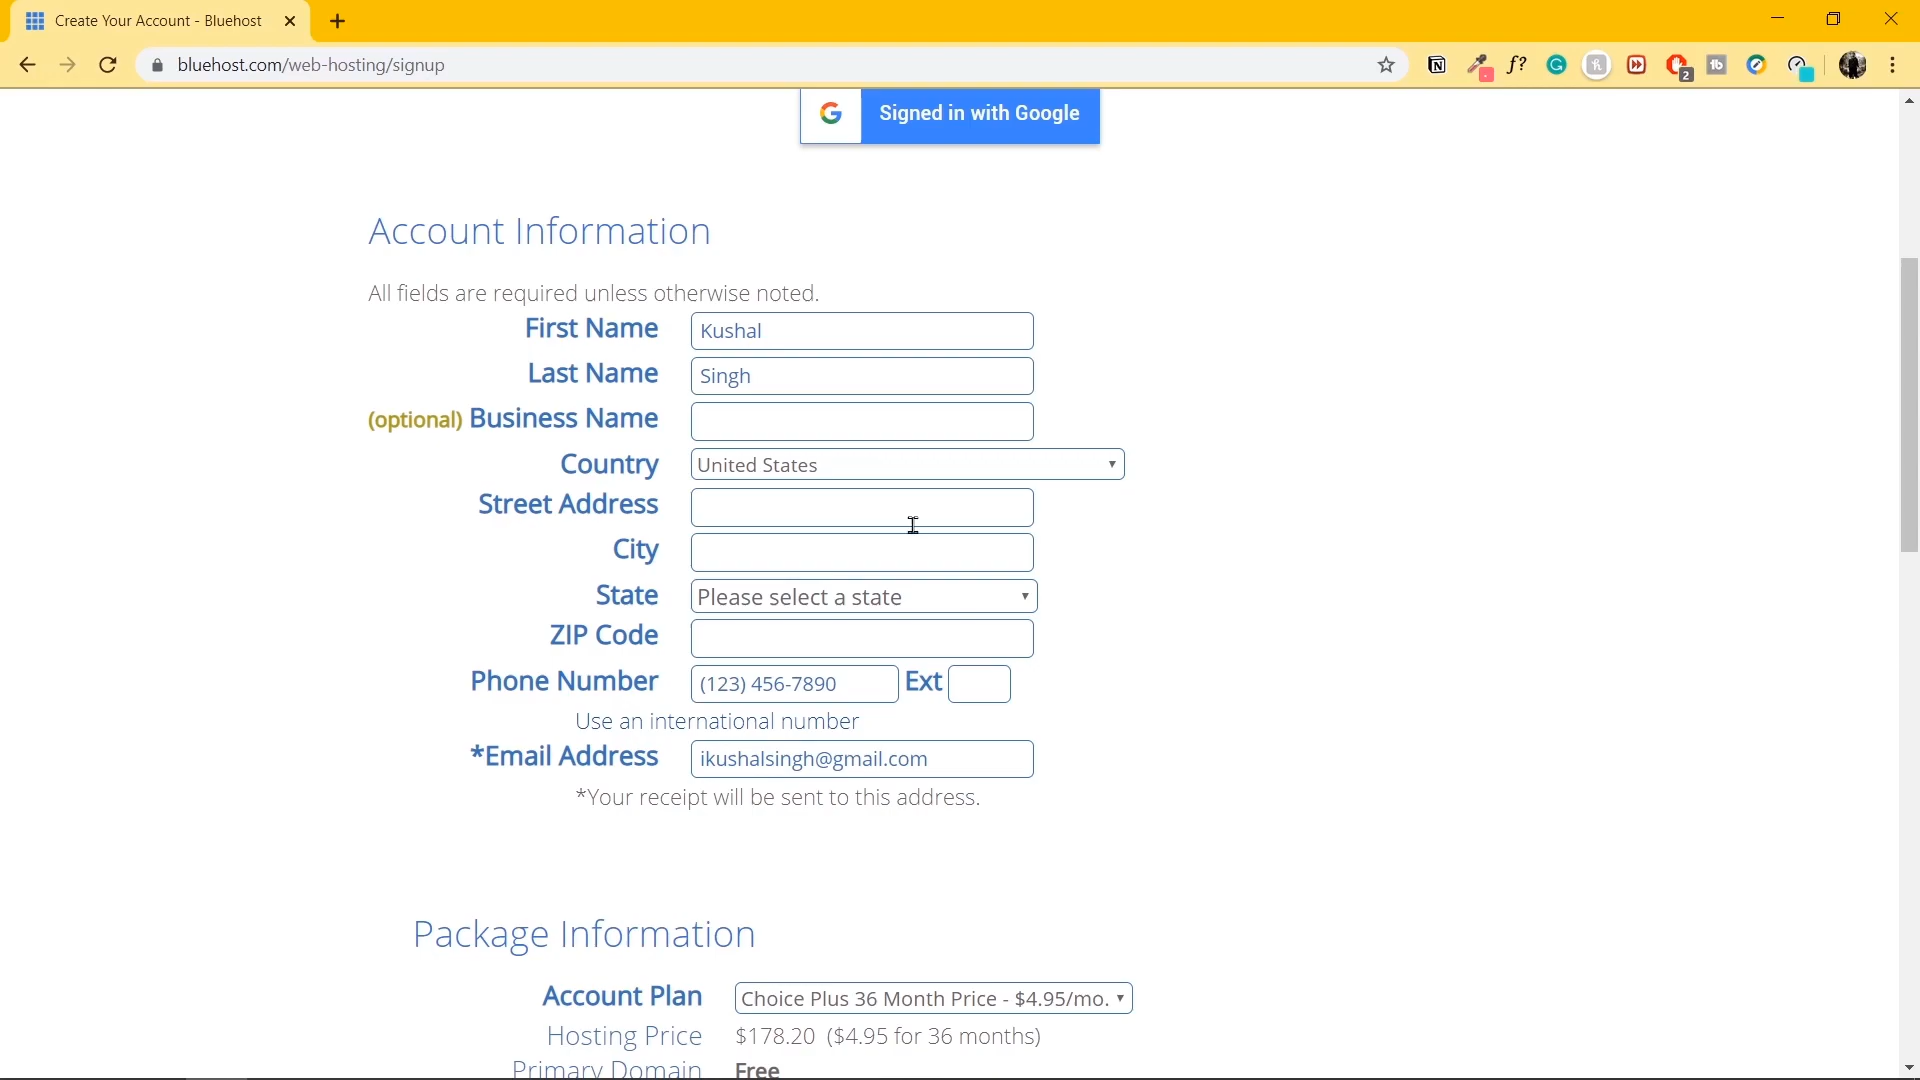 Create Your Account - Bluehost
bluehost.com/web-hosting/signup
2
Signed in with Google
Account Information
All fields are required unless otherwise noted.
First Name Kushal
Last Name Singh
(optional) Business Name
Country United States
Street Address
City
State Please select a state
ZIP Code
Phone Number (123) 456-7890 Ext
Use an international number
*Email Address ikushalsingh@gmail.com
*Your receipt will be sent to this address.
Package Information
Account Plan Choice Plus 36 Month Price - $4.95/mo.
Hosting Price $178.20 ($4.95 for 36 months)
Primary Domain Free